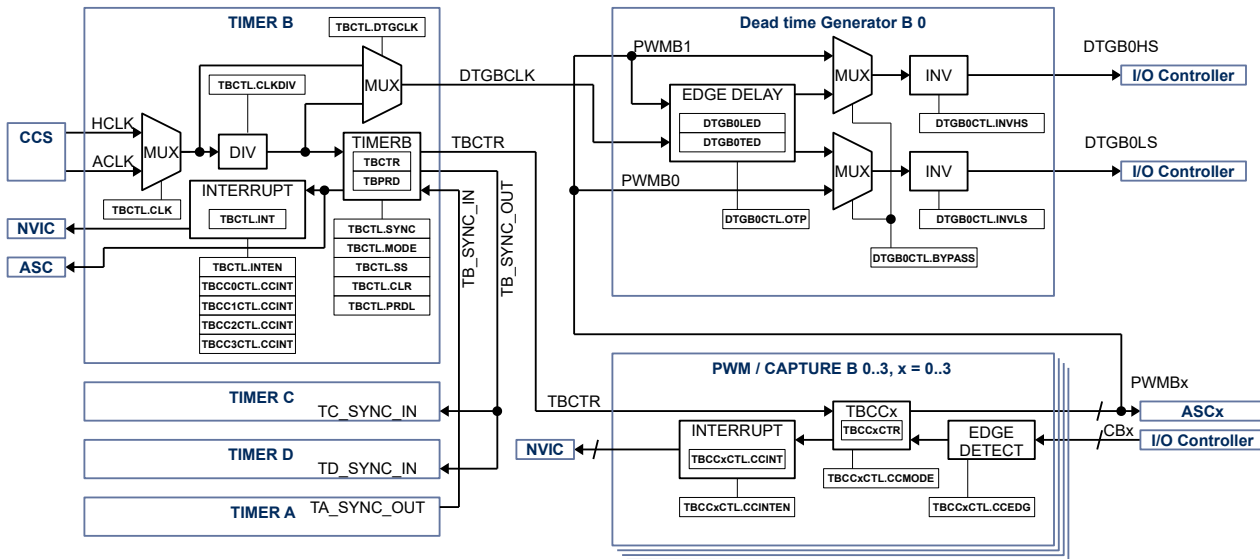 TIMER B
TBCTL.DTGCLK
MUX
DTGBCLK
TBCTL.CLKDIV
CCS
HCLK
ACLK
MUX
DIV
TIMERB
TBCTR
TBPRD
TBCTR
INTERRUPT
TBCTL.INT
TBCTL.CLK
NVIC
ASC
TBCTL.INTEN
TBCC0CTL.CCINT
TBCC1CTL.CCINT
TBCC2CTL.CCINT
TBCC3CTL.CCINT
TBCTL.SYNC
TBCTL.MODE
TBCTL.SS
TBCTL.CLR
TBCTL.PRDL
TB_SYNC_IN
TB_SYNC_OUT
TIMER C
TC_SYNC_IN
TIMER D
TD_SYNC_IN
TIMER A
TA_SYNC_OUT
Dead time Generator B 0
PWMB1
EDGE DELAY
DTGB0LED
DTGB0TED
PWMB0
DTGB0CTL.OTP
MUX
INV
DTGB0CTL.INVHS
DTGB0HS
I/O Controller
MUX
INV
DTGB0CTL.INVLS
DTGB0LS
I/O Controller
DTGB0CTL.BYPASS
PWM / CAPTURE B 0..3, x = 0..3
TBCTR
TBCCx
TBCCxCTR
TBCCxCTL.CCMODE
INTERRUPT
TBCCxCTL.CCINT
TBCCxCTL.CCINTEN
NVIC
EDGE
DETECT
TBCCxCTL.CCEDG
PWMBx
ASCx
CBx
I/O Controller